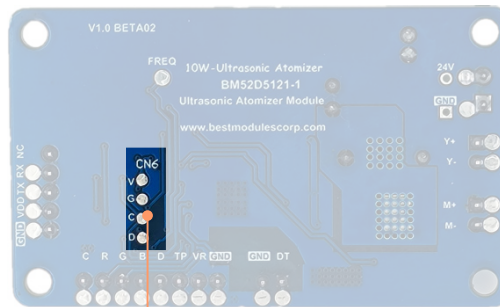 V1.0 BETA02
FREQ
10W-Ultrasonic Atomizer
BM52D5121-1
Ultrasonic Atomizer Module
www.bestmodulescorp.com
24V
GND
Y+
Y-
M+
M-
CN6
V
G
C
D
GND VDD TX RX NC
C R G B D TP VR GND GND DT